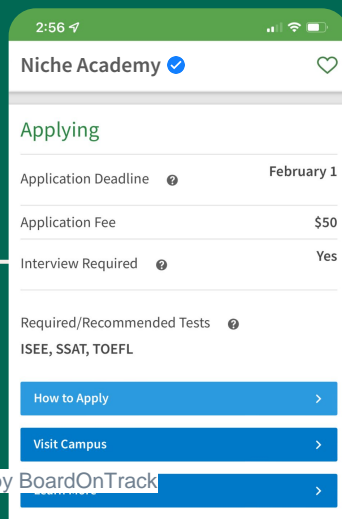 2:56
Niche Academy
Applying
Application Deadline
February 1
Application Fee
$50
Interview Required
Yes
Required/Recommended Tests
ISEE, SSAT, TOEFL
How to Apply
Visit Campus
by BoardOnTrack